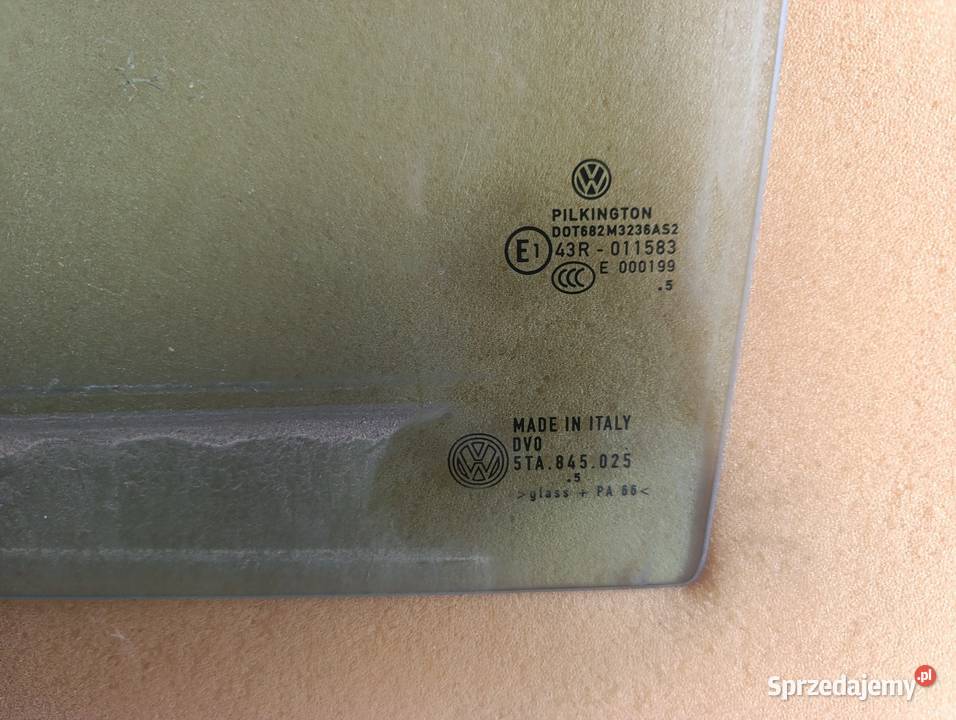 PILKINGTON
DOT682M3236AS2
E1 43R - 011583
CCC E 000199
.5
MADE IN ITALY
DVO
5TA.845.025
.5
>glass + PA 66<
Sprzedajemy.pl